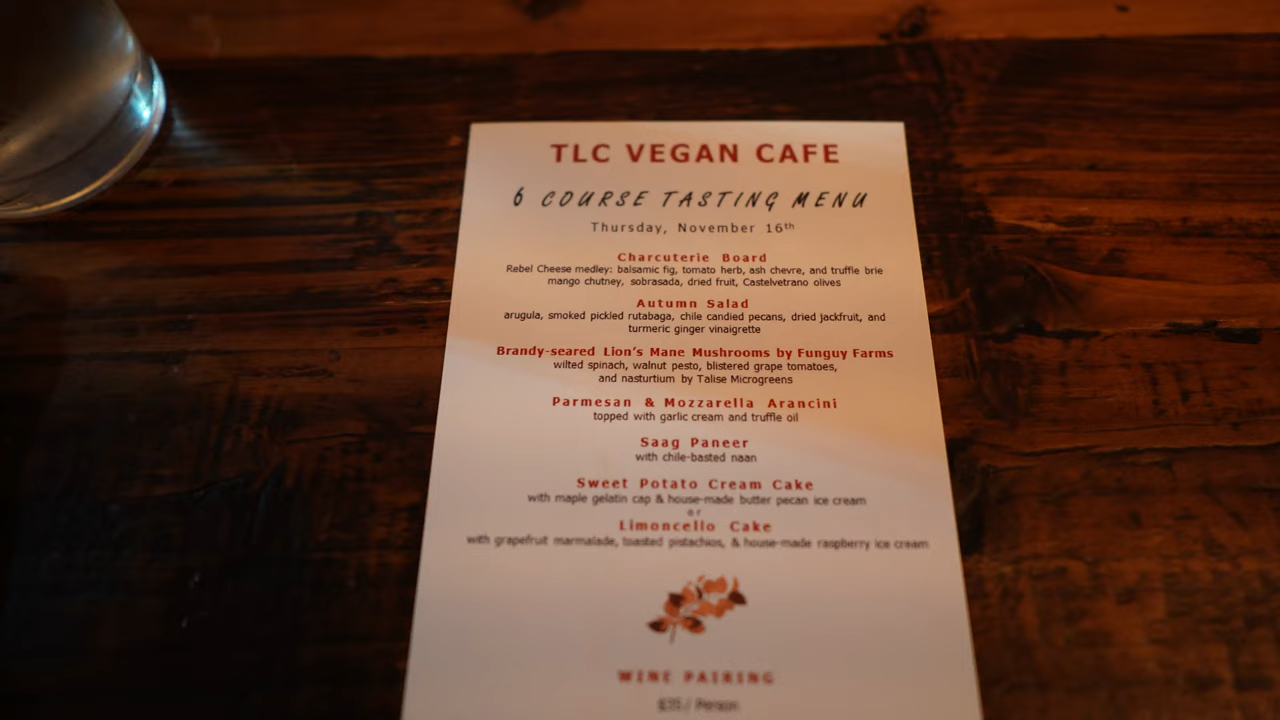 TLC VEGAN CAFE
6 COURSE TASTING MENU
Thursday, November 16th
Charcuterie Board
Rebel Cheese medley: balsamic fig, tomato herb, ash chevre, and truffle brie
mango chutney, sobrasada, dried fruit, Castelvetrano olives
Autumn Salad
arugula, smoked pickled rutabaga, chile candied pecans, dried jackfruit, and
turmeric ginger vinaigrette
Brandy-seared Lion's Mane Mushrooms by Funguy Farms
wilted spinach, walnut pesto, blistered grape tomatoes,
and nasturtium by Talise Microgreens
Parmesan & Mozzarella Arancini
topped with garlic cream and truffle oil
Saag Paneer
with chile-basted naan
Sweet Potato Cream Cake
with maple gelatin cap & house-made butter pecan ice cream
or
Limoncello Cake
with grapefruit marmalade, toasted pistachios, & house-made raspberry ice cream
WINE PAIRING
/ Person